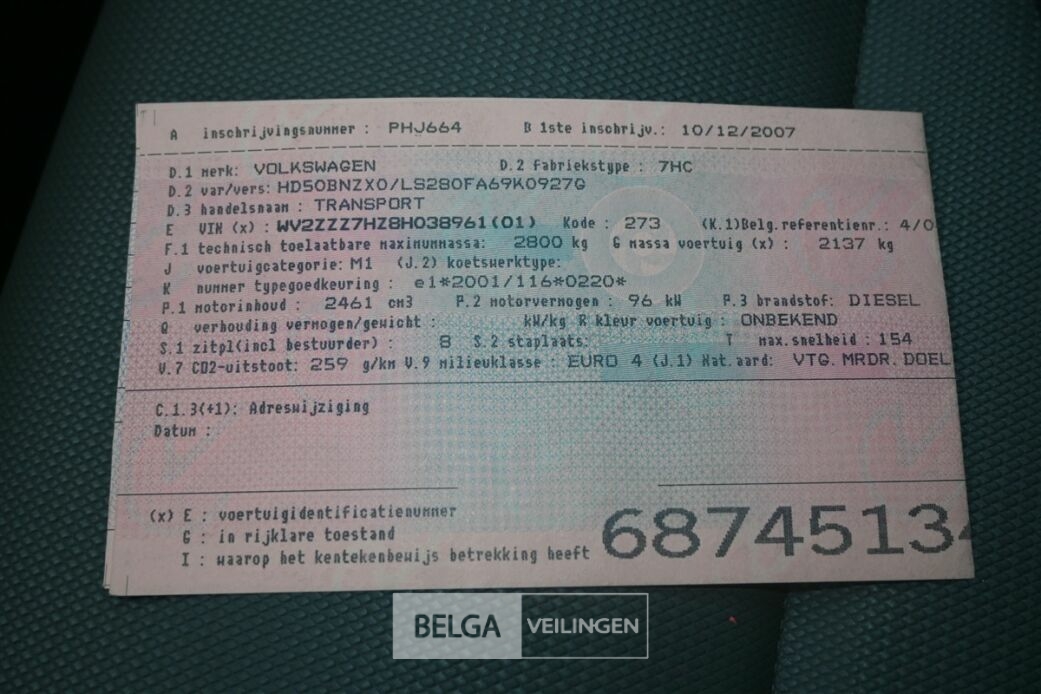 A inschrijvingsnummer : PHJ664 B 1ste inschrijv.: 10/12/2007
D.1 merk: VOLKSWAGEN D.2 fabriekstype : 7HC
D.2 var/vers: HD50BNZX0/LS280FA69K0927G
D.3 handelsnaam : TRANSPORT
E VIN (x) : WV2ZZZ7HZ8H038961(01) Kode : 273 (K.1)Belg.referentienr.: 4/0
F.1 technisch toelaatbare maximummassa: 2800 kg G massa voertuig (x) : 2137 kg
J voertuigcategorie: M1 (J.2) koetswerktype:
K nummer typegoedkeuring : e1*2001/116*0220*
P.1 motorinhoud : 2461 cm3 P.2 motorvermogen : 96 kW P.3 brandstof: DIESEL
Q verhouding vermogen/gewicht : kW/kg R kleur voertuig : ONBEKEND
S.1 zitpl(incl bestuurder) : 8 S.2 staplaats: T max.snelheid : 154
V.7 CO2-uitstoot: 259 g/km V.9 milieuklasse : EURO 4 (J.1) Nat.aard: VTG. MRDR. DOEL
C.1.3(+1): Adreswijziging
Datum :
(x) E : voertuigidentificatienummer
G : in rijklare toestand
I : waarop het kentekenbewijs betrekking heeft
6874513
BELGA VEILINGEN